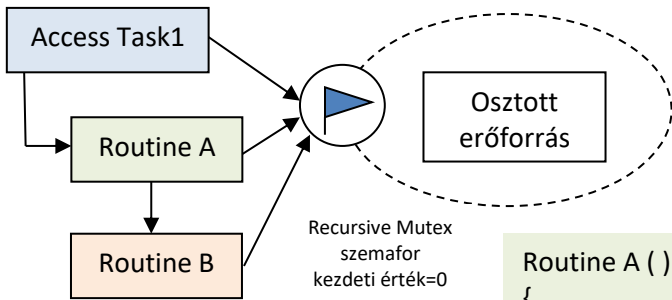 Access Task1
Routine A
Routine B
Osztott
erőforrás
Recursive Mutex
szemafor
kezdeti érték=0
Routine A ( )
{